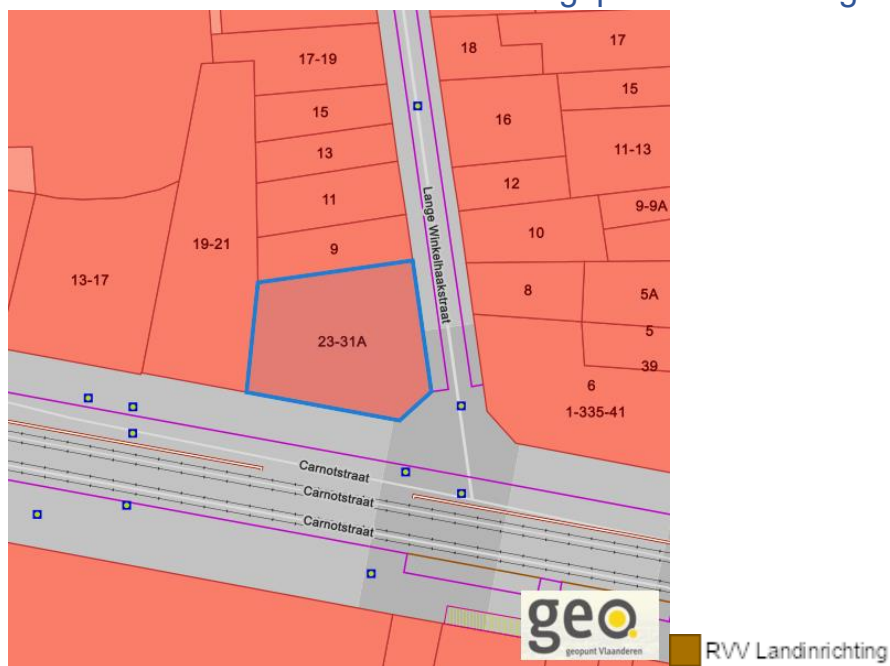 17-19
18
17
15
15
16
13
11-13
12
11
9-9A
10
19-21
9
13-17
Lange Winkelhaakstraat
8
5A
23-31A
5
39
6
1-335-41
Carnotstraat
Carnotstraat
Carnotstraat
geo
geopunt Vlaanderen
RVV Landinrichting